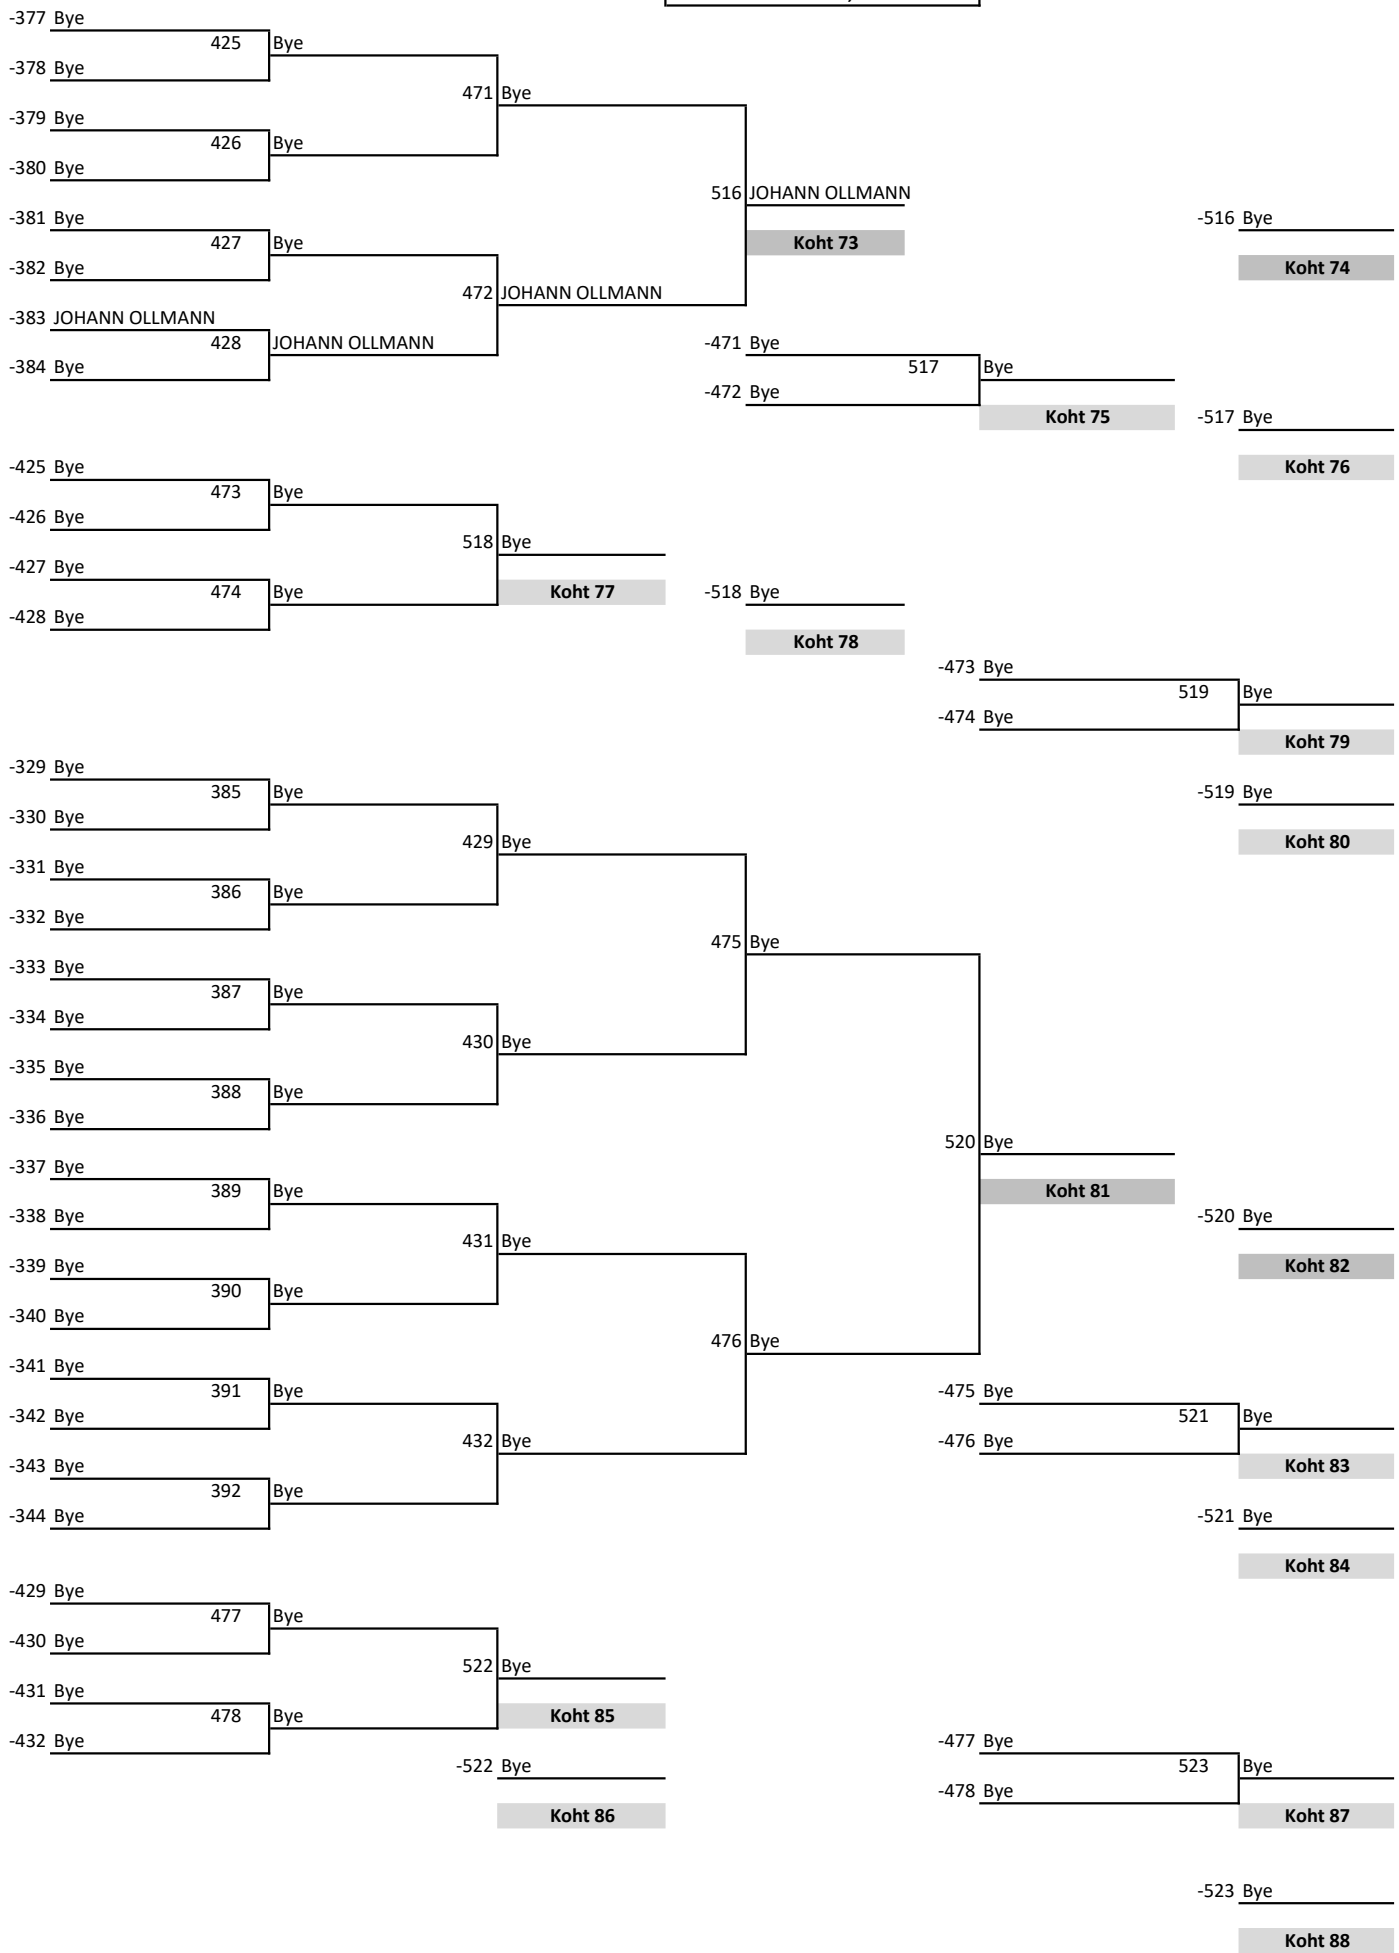 -377 Bye
425 Bye
-378 Bye
471 Bye
-379 Bye
426 Bye
-380 Bye
516 JOHANN OLLMANN
-381 Bye
-516 Bye
427 Bye
Koht 73
-382 Bye
Koht 74
472 JOHANN OLLMANN
-383 JOHANN OLLMANN
428 JOHANN OLLMANN
-471 Bye
-384 Bye
517 Bye
-472 Bye
Koht 75
-517 Bye
-425 Bye
Koht 76
473 Bye
-426 Bye
518 Bye
-427 Bye
474 Bye
Koht 77
-518 Bye
-428 Bye
Koht 78
-473 Bye
519 Bye
-474 Bye
Koht 79
-329 Bye
385 Bye
-519 Bye
-330 Bye
429 Bye
Koht 80
-331 Bye
386 Bye
-332 Bye
475 Bye
-333 Bye
387 Bye
-334 Bye
430 Bye
-335 Bye
388 Bye
-336 Bye
520 Bye
-337 Bye
389 Bye
Koht 81
-338 Bye
-520 Bye
431 Bye
-339 Bye
Koht 82
390 Bye
-340 Bye
476 Bye
-341 Bye
391 Bye
-475 Bye
-342 Bye
521 Bye
432 Bye
-476 Bye
-343 Bye
Koht 83
392 Bye
-344 Bye
-521 Bye
Koht 84
-429 Bye
477 Bye
-430 Bye
522 Bye
-431 Bye
478 Bye
Koht 85
-432 Bye
-477 Bye
-522 Bye
523 Bye
-478 Bye
Koht 86
Koht 87
-523 Bye
Koht 88